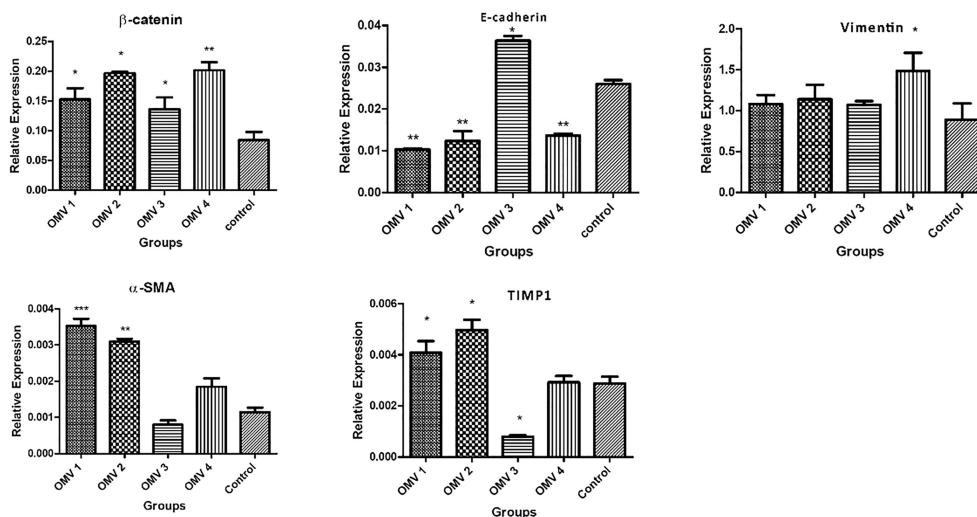 β-catenin
Relative Expression
0.25
0.20
0.15
0.10
0.05
0.00
*
*
*
**
OMV 1
OMV 2
OMV 3
OMV 4
control
Groups
E-cadherin
Relative Expression
0.04
0.03
0.02
0.01
0.00
**
**
*
**
OMV 1
OMV 2
OMV 3
OMV 4
control
Groups
Vimentin
Relative Expression
2.0
1.5
1.0
0.5
0.0
*
OMV 1
OMV 2
OMV 3
OMV 4
Control
Groups
α-SMA
Relative Expression
0.004
0.003
0.002
0.001
0.000
***
**
OMV 1
OMV 2
OMV 3
OMV 4
Control
Groups
TIMP1
Relative Expression
0.006
0.004
0.002
0.000
*
*
*
OMV 1
OMV 2
OMV 3
OMV 4
Control
Groups